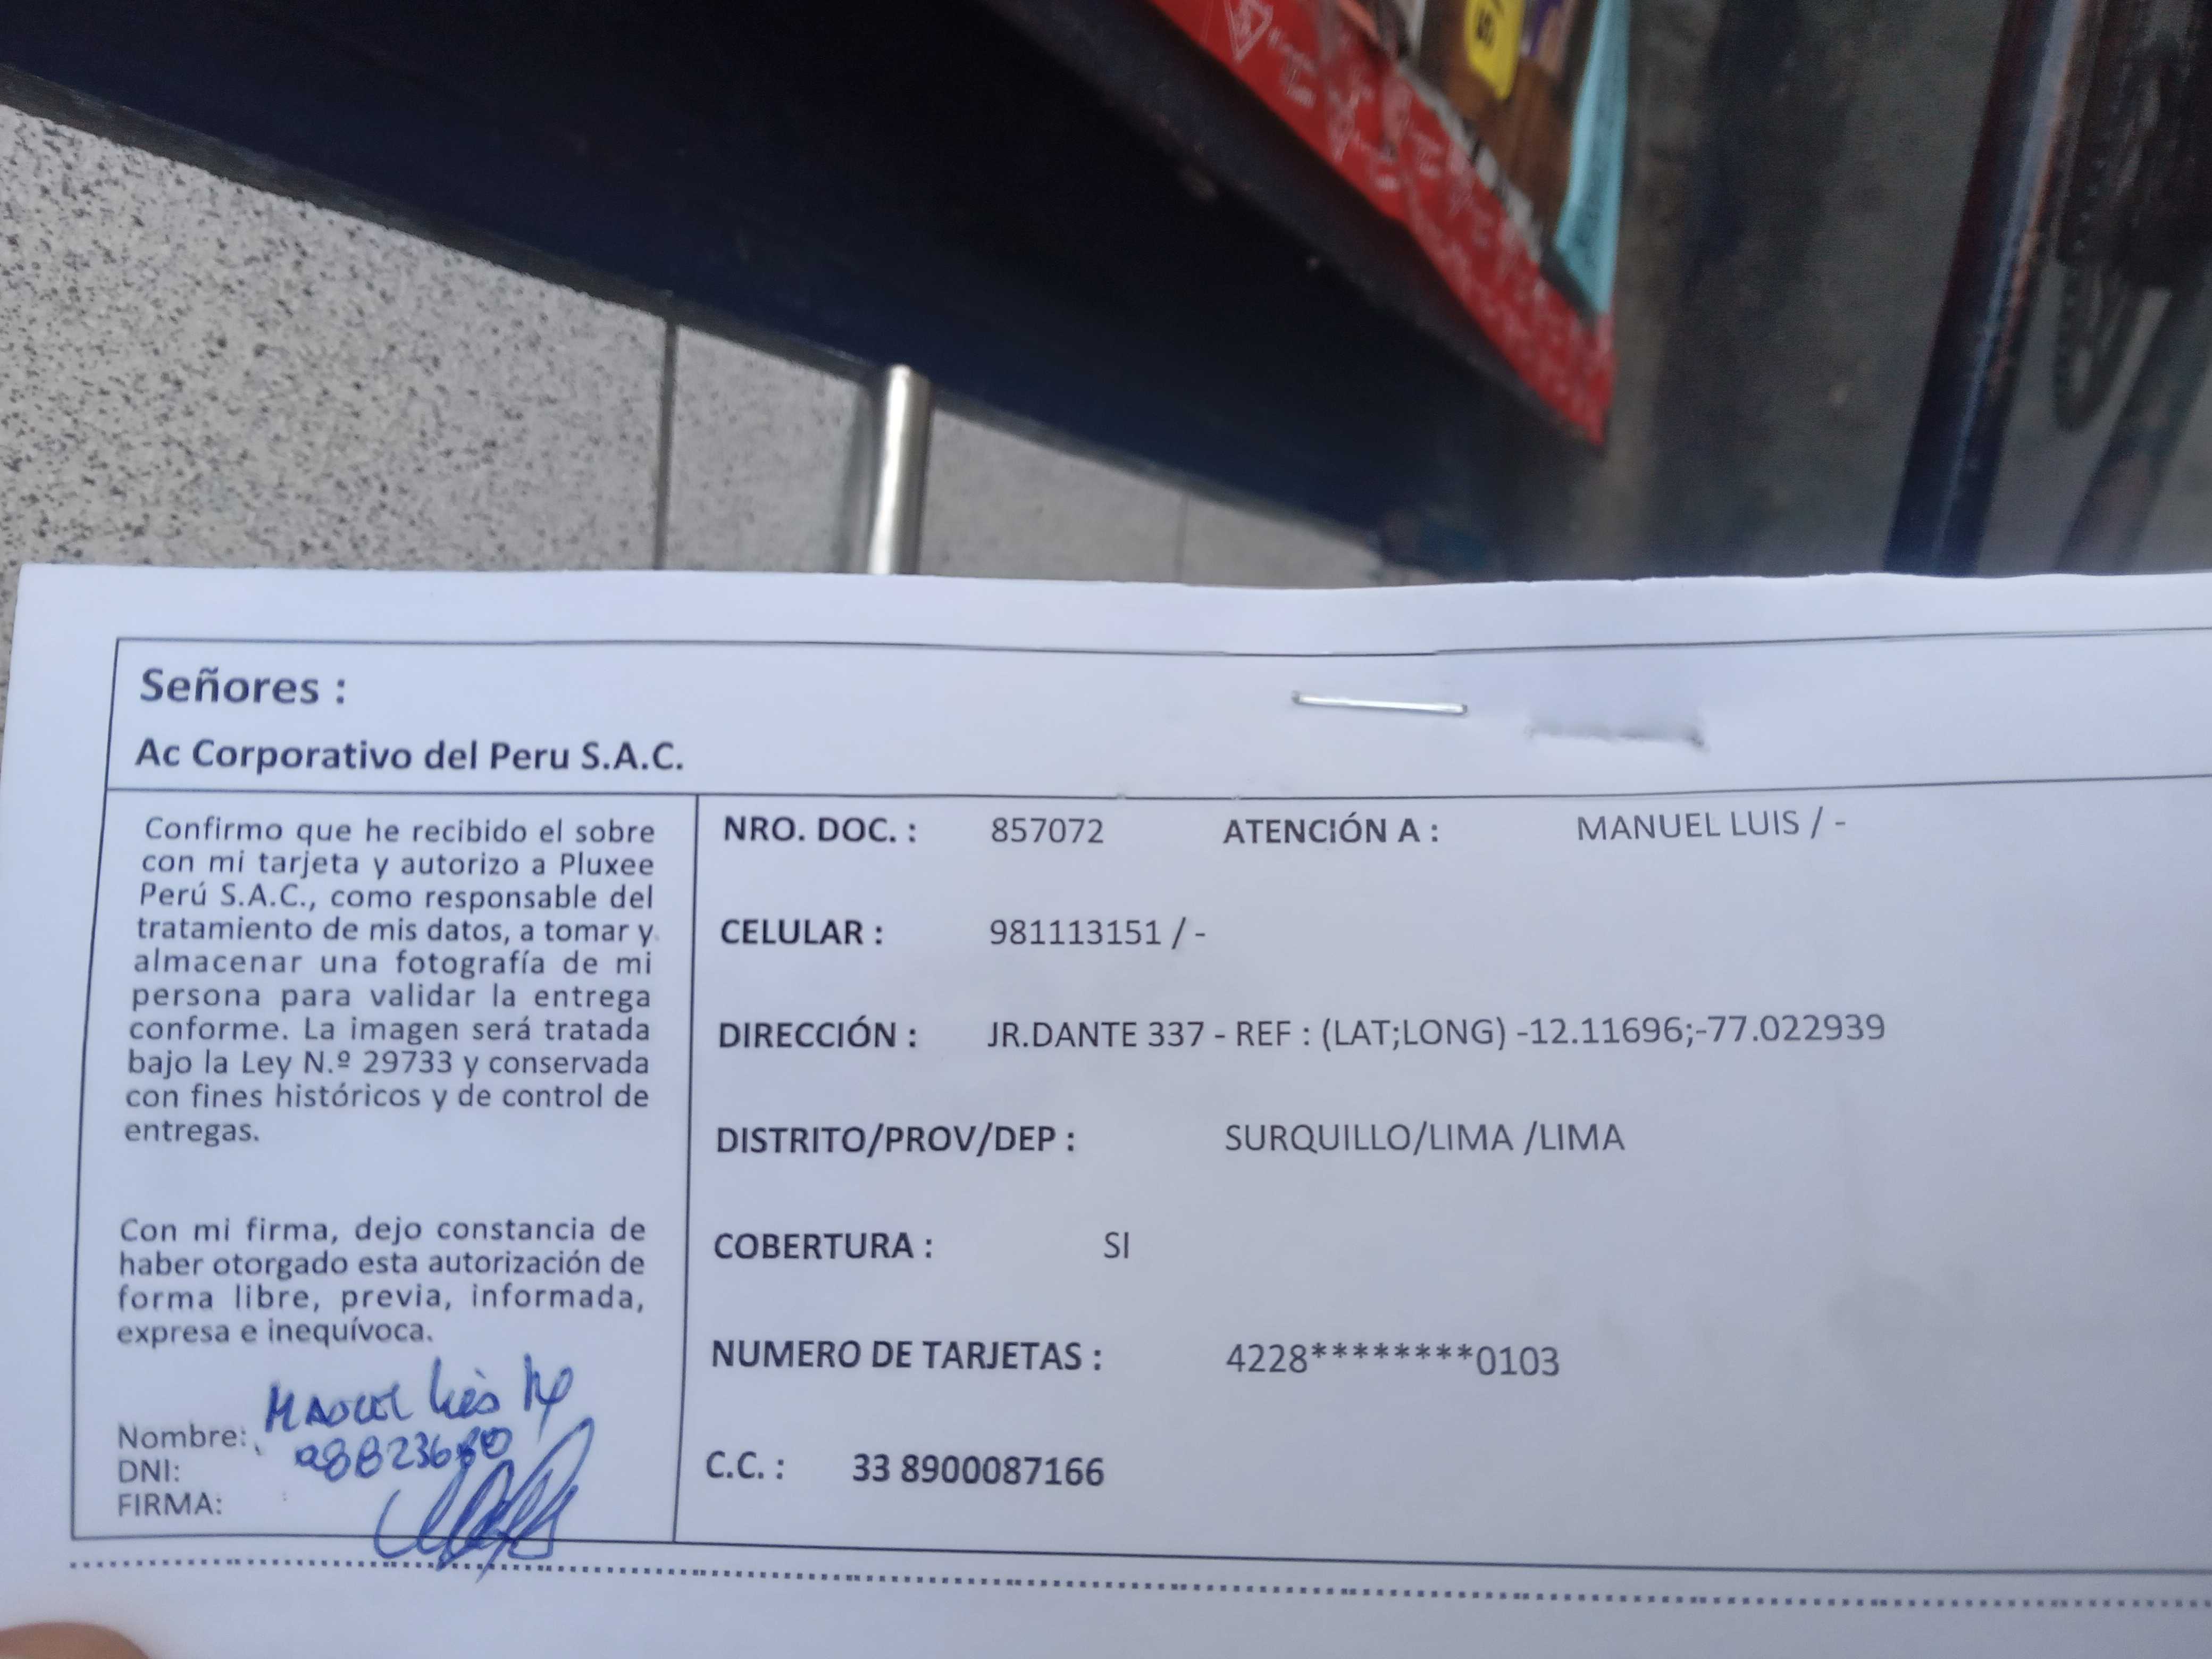 Señores :
Ac Corporativo del Peru S.A.C.
Confirmo que he recibido el sobre
con mi tarjeta y autorizo a Pluxee
Perú S.A.C., como responsable del
tratamiento de mis datos, a tomar y
almacenar una fotografía de mi
persona para validar la entrega
conforme. La imagen será tratada
bajo la Ley N.º 29733 y conservada
con fines históricos y de control de
entregas.
Con mi firma, dejo constancia de
haber otorgado esta autorización de
forma libre, previa, informada,
expresa e inequívoca.
Nombre:
DNI:
FIRMA:
NRO. DOC. : 857072 ATENCIÓN A : MANUEL LUIS / -
CELULAR : 981113151 / -
DIRECCIÓN : JR.DANTE 337 - REF : (LAT;LONG) -12.11696;-77.022939
DISTRITO/PROV/DEP : SURQUILLO/LIMA /LIMA
COBERTURA : SI
NUMERO DE TARJETAS : 4228********0103
C.C. : 33 8900087166